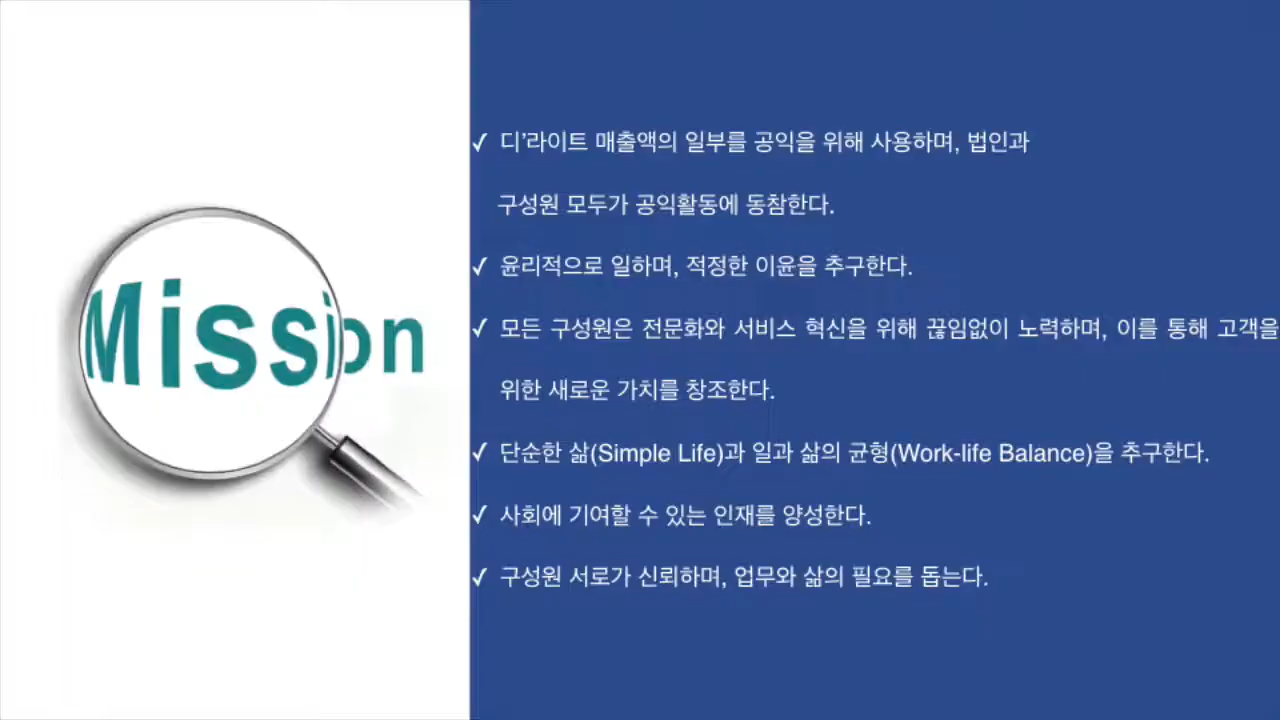 Mission
✓ 디'라이트 매출액의 일부를 공익을 위해 사용하며, 법인과
구성원 모두가 공익활동에 동참한다.
✓ 윤리적으로 일하며, 적정한 이윤을 추구한다.
✓ 모든 구성원은 전문화와 서비스 혁신을 위해 끊임없이 노력하며, 이를 통해 고객을
위한 새로운 가치를 창조한다.
✓ 단순한 삶(Simple Life)과 일과 삶의 균형(Work-life Balance)을 추구한다.
✓ 사회에 기여할 수 있는 인재를 양성한다.
✓ 구성원 서로가 신뢰하며, 업무와 삶의 필요를 돕는다.